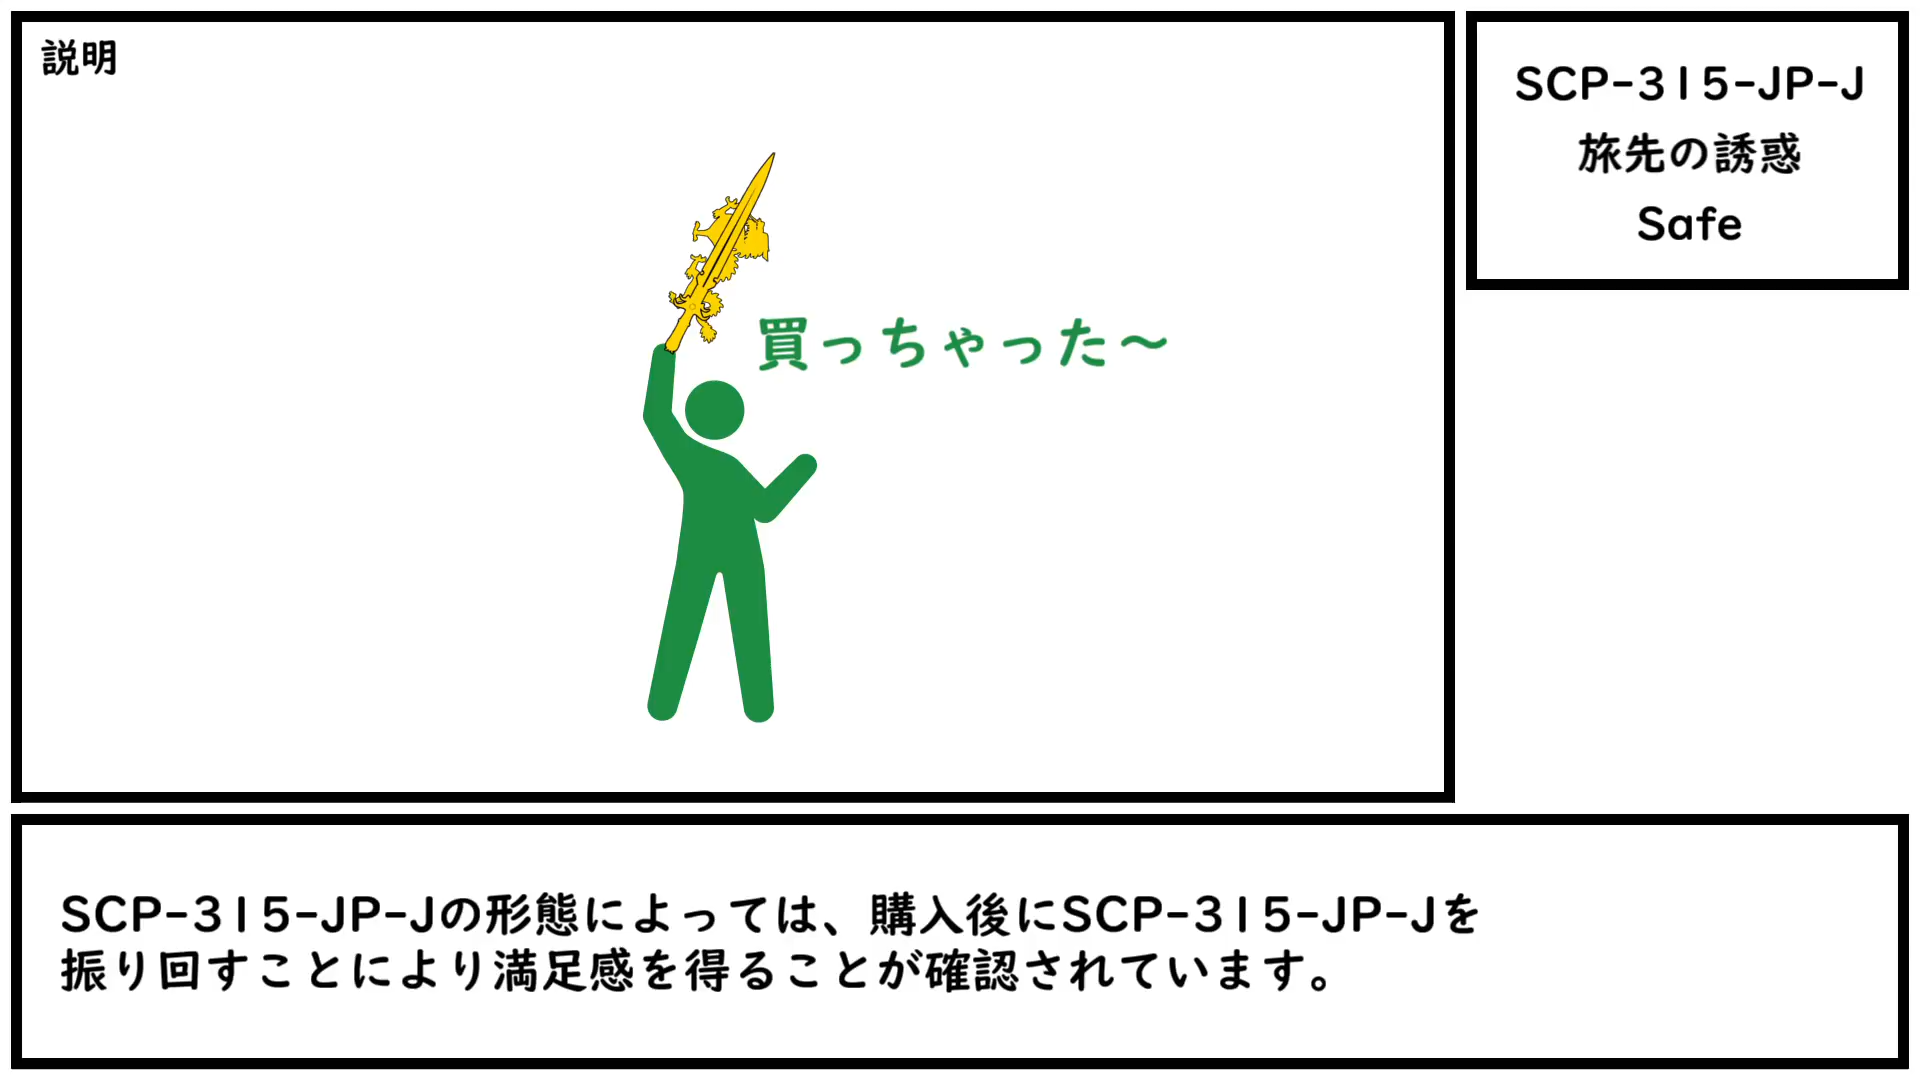 説明
買っちゃった〜
SCP-315-JP-J
旅先の誘惑
Safe
SCP-315-JP-Jの形態によっては、購入後にSCP-315-JP-Jを
振り回すことにより満足感を得ることが確認されています。